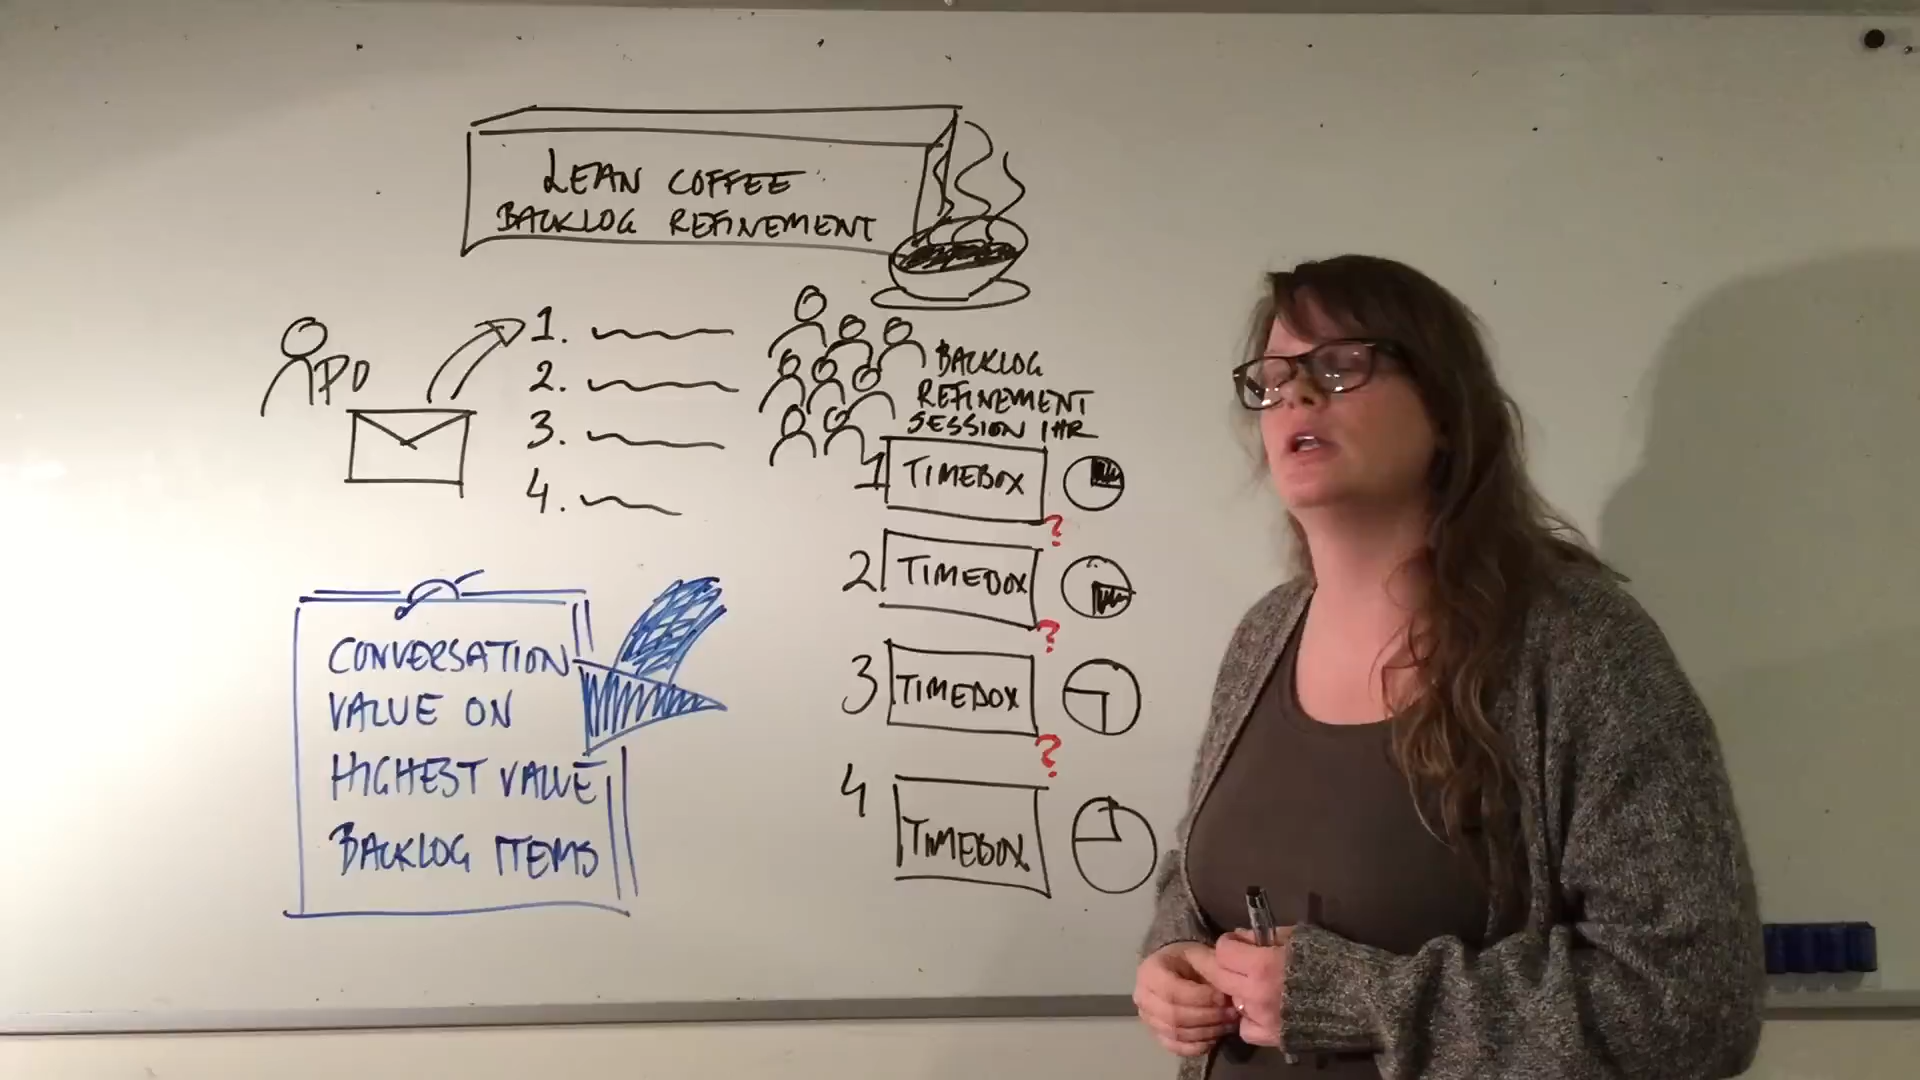 LEAN COFFEE
BACKLOG REFINEMENT
PO
1.
2.
3.
4.
BACKLOG
REFINEMENT
SESSION 1HR
1 TIMEBOX
?
2 TIMEBOX
?
3 TIMEBOX
?
4 TIMEBOX
CONVERSATION
VALUE ON
HIGHEST VALUE
BACKLOG ITEMS